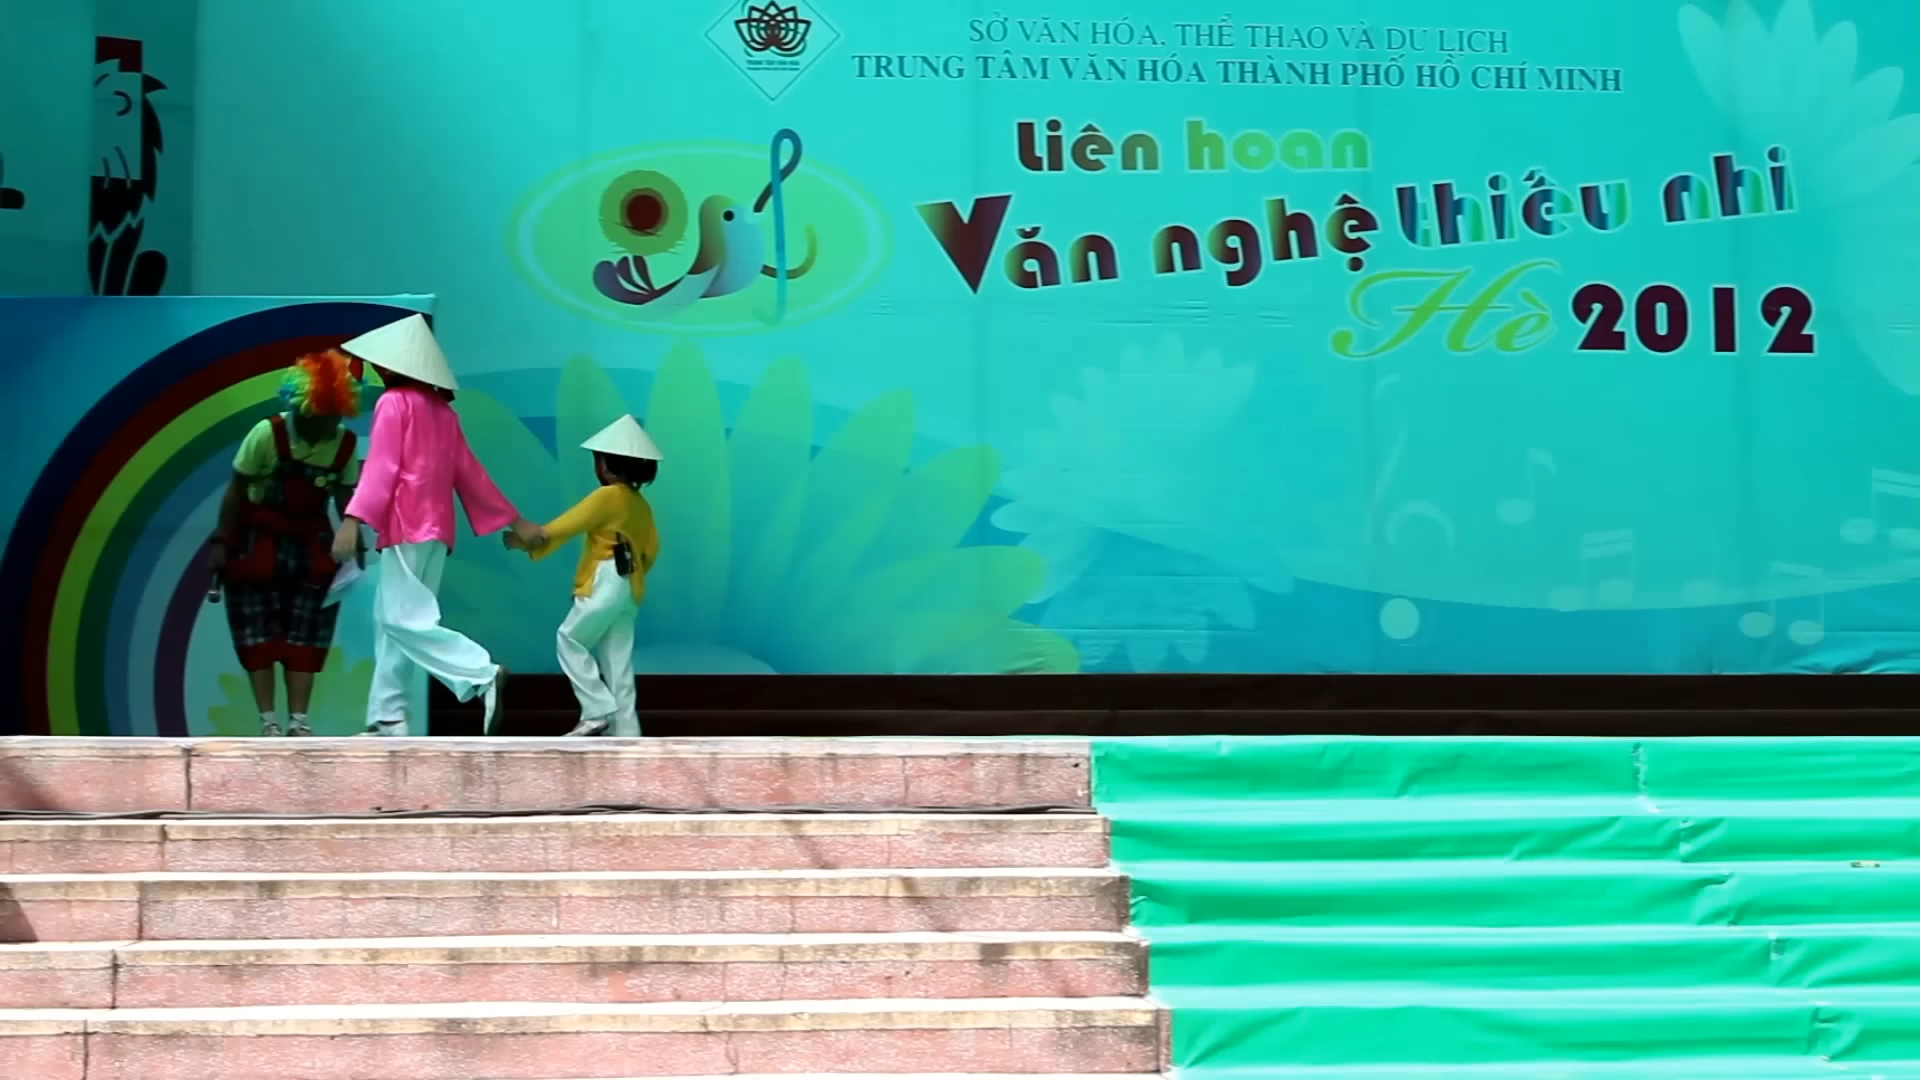 SỞ VĂN HÓA, THỂ THAO VÀ DU LỊCH
TRUNG TÂM VĂN HÓA THÀNH PHỐ HỒ CHÍ MINH
Liên hoan
Văn nghệ thiếu nhi
Hè 2012